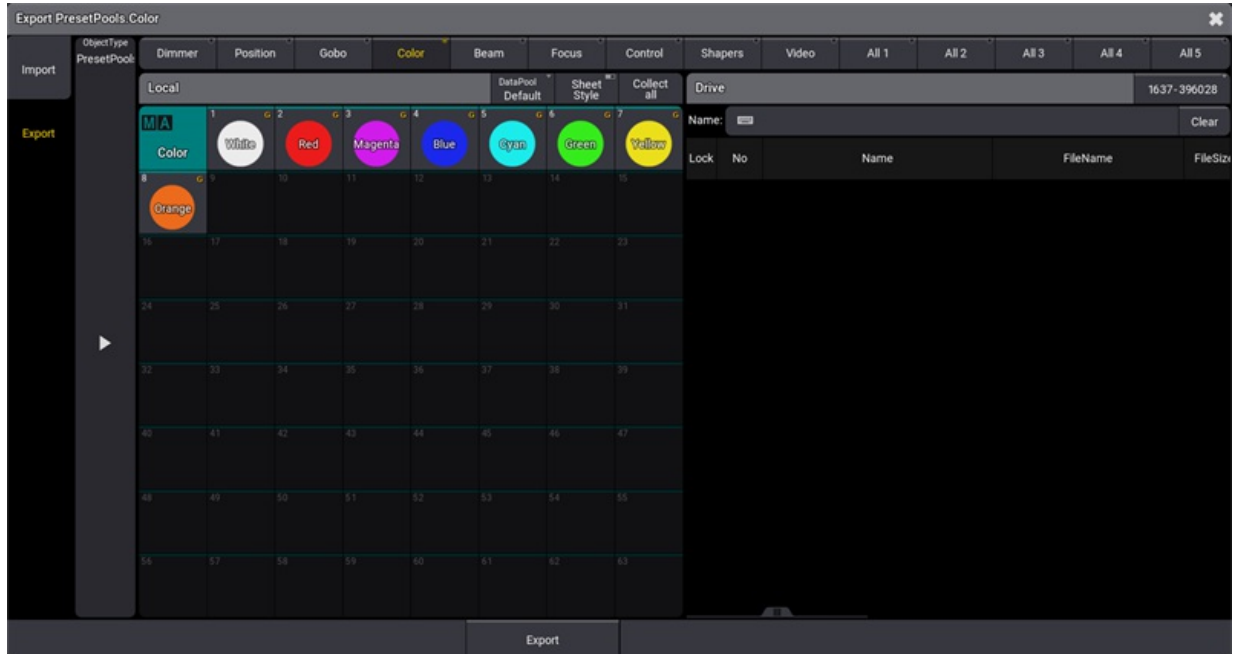 Export PresetPools.Color
Import
Export
ObjectType
PresetPools
Dimmer Position Gobo Color Beam Focus Control Shapers Video All 1 All 2 All 3 All 4 All 5
Local
DataPool
Default
Sheet
Style
Collect
all
Drive
1637-396028
Name:
Clear
Lock No Name FileName FileSize
MA
Color
1 G 2 G 3 G 4 G 5 G 6 G 7 G
White Red Magenta Blue Cyan Green Yellow
8 G 9 10 11 12 13 14 15
Orange
16 17 18 19 20 21 22 23
24 25 26 27 28 29 30 31
32 33 34 35 36 37 38 39
40 41 42 43 44 45 46 47
48 49 50 51 52 53 54 55
56 57 58 59 60 61 62 63
Export